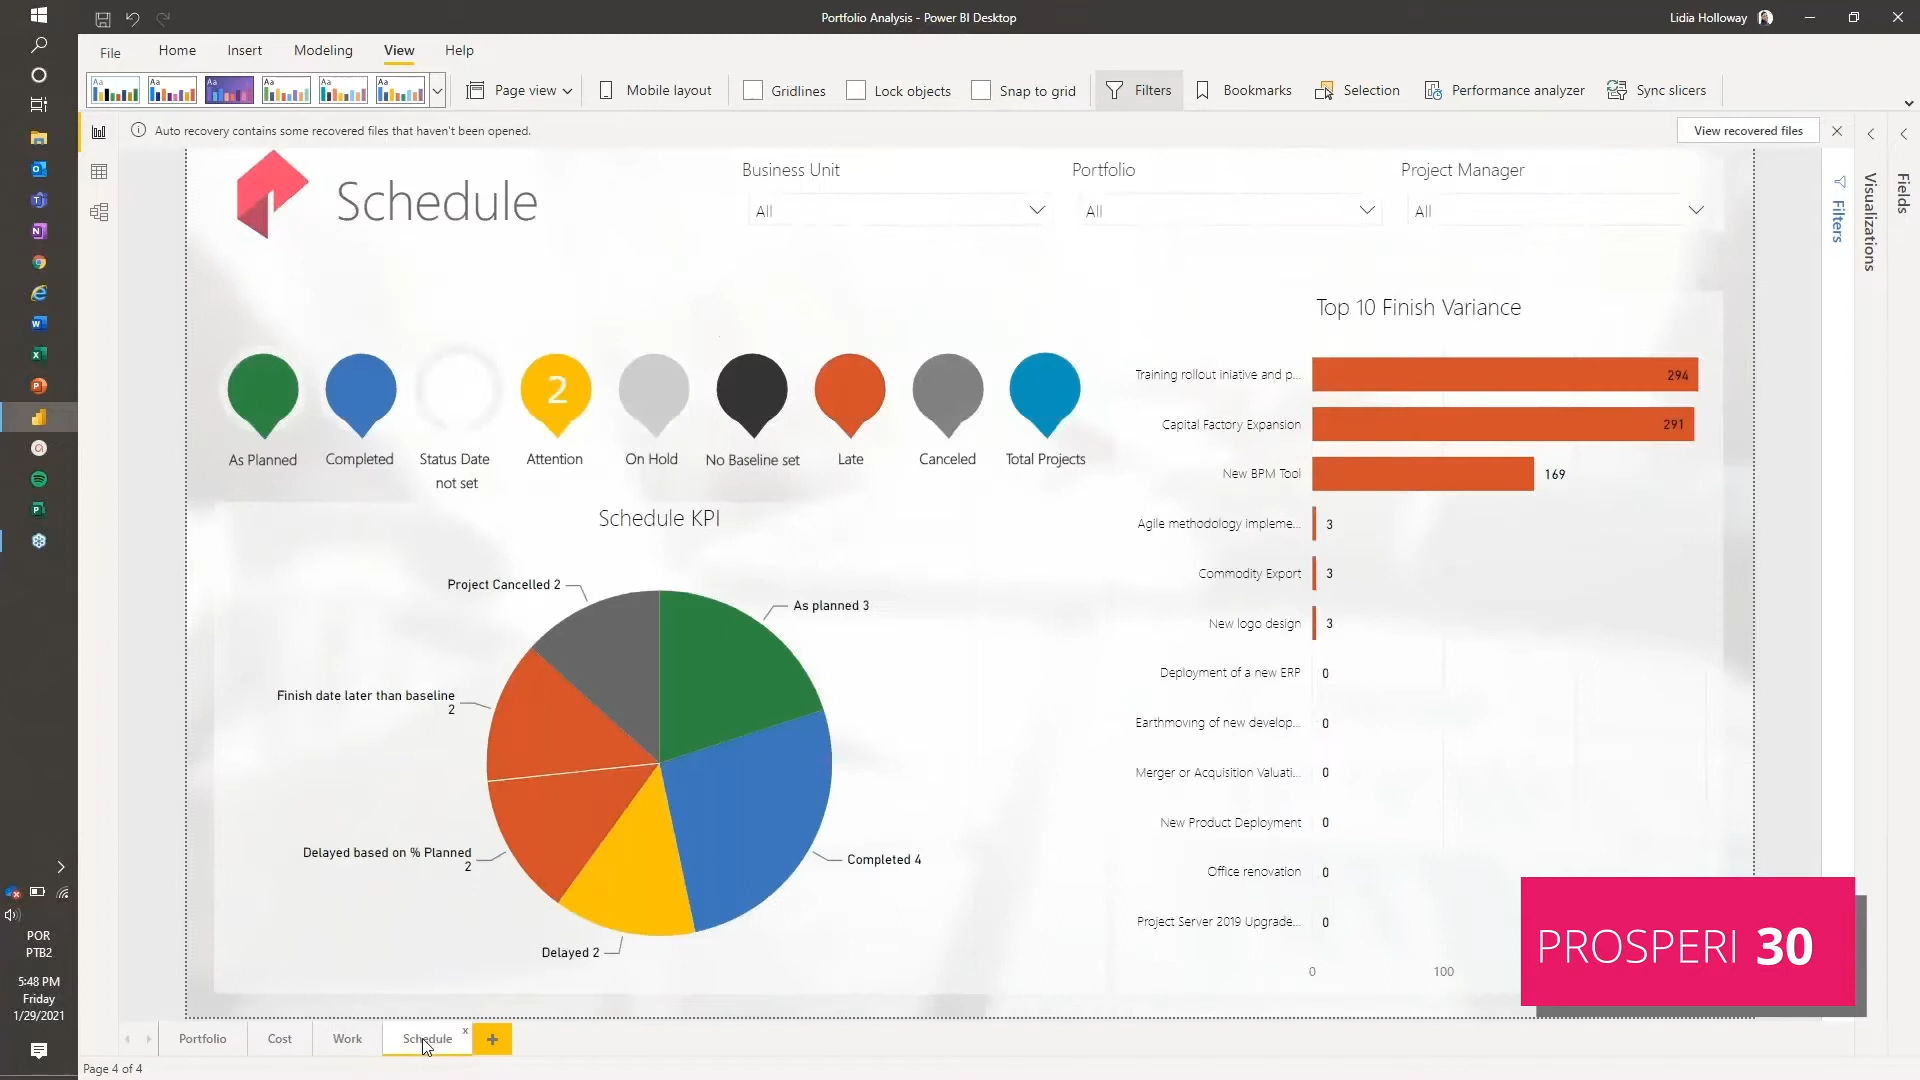 Portfolio Analysis - Power BI Desktop
Lidia Holloway
File
Home
Insert
Modeling
View
Help
Aa
Aa
Aa
Aa
Aa
Aa
Page view
Mobile layout
Gridlines
Lock objects
Snap to grid
Filters
Bookmarks
Selection
Performance analyzer
Sync slicers
Auto recovery contains some recovered files that haven't been opened.
View recovered files
Schedule
Business Unit
All
Portfolio
All
Project Manager
All
Filters
Visualizations
Fields
As Planned
Completed
Status Date
not set
2
Attention
On Hold
No Baseline set
Late
Canceled
Total Projects
Schedule KPI
Project Cancelled 2
As planned 3
Finish date later than baseline
2
Delayed based on % Planned
2
Completed 4
Delayed 2
Top 10 Finish Variance
Training rollout iniative and p...
294
Capital Factory Expansion
291
New BPM Tool
169
Agile methodology impleme...
3
Commodity Export
3
New logo design
3
Deployment of a new ERP
0
Earthmoving of new develop...
0
Merger or Acquisition Valuati...
0
New Product Deployment
0
Office renovation
0
Project Server 2019 Upgrade...
0
0
100
PROSPERI 30
POR
PTB2
5:48 PM
Friday
1/29/2021
Portfolio
Cost
Work
Schedule
Page 4 of 4